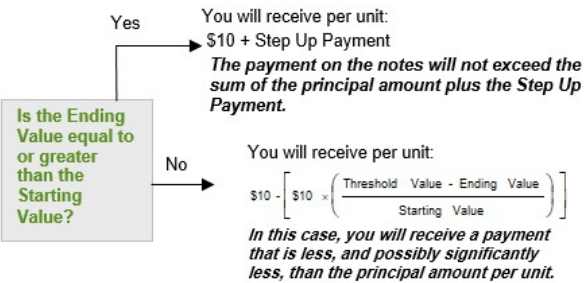 Yes
You will receive per unit:
$10 + Step Up Payment
The payment on the notes will not exceed the
sum of the principal amount plus the Step Up
Payment.
Is the Ending
Value equal to
or greater
than the
Starting
Value?
No
You will receive per unit:
$10 - [ $10 × ( Threshold Value - Ending Value
Starting Value ) ]
In this case, you will receive a payment
that is less, and possibly significantly
less, than the principal amount per unit.